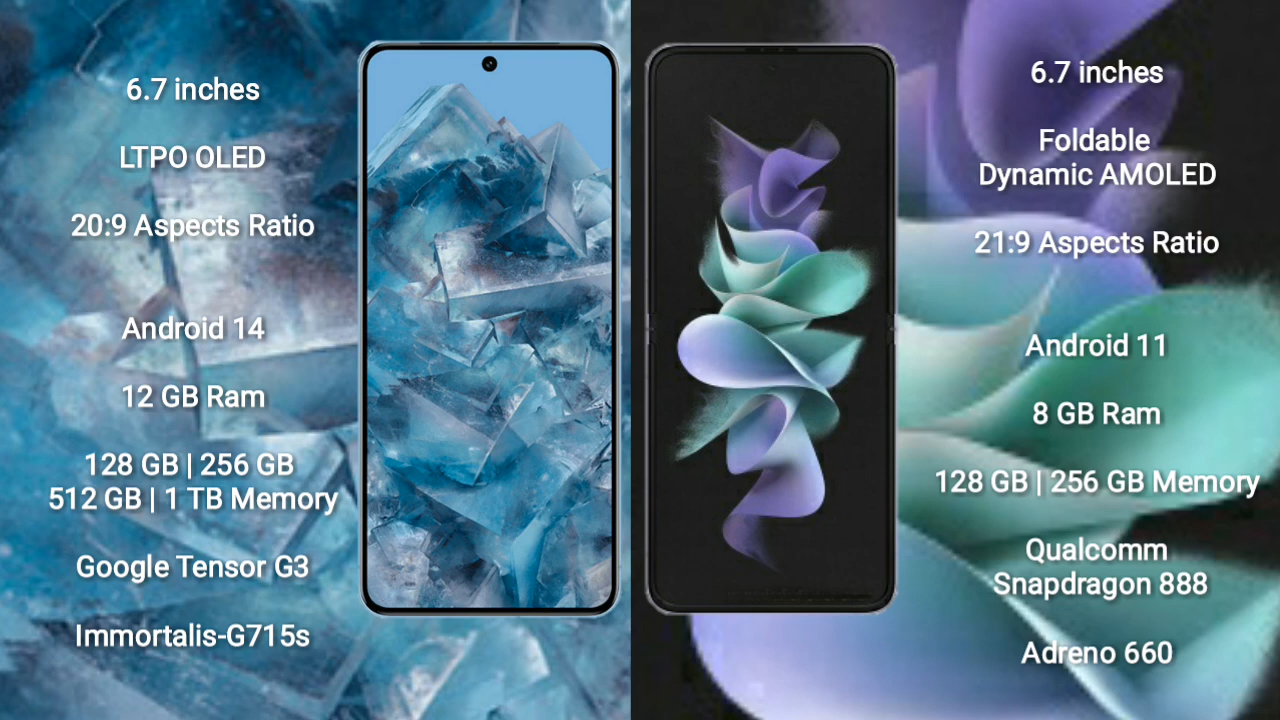 6.7 inches
LTPO OLED
20:9 Aspects Ratio
Android 14
12 GB Ram
128 GB | 256 GB
512 GB | 1 TB Memory
Google Tensor G3
Immortalis-G715s
6.7 inches
Foldable
Dynamic AMOLED
21:9 Aspects Ratio
Android 11
8 GB Ram
128 GB | 256 GB Memory
Qualcomm
Snapdragon 888
Adreno 660